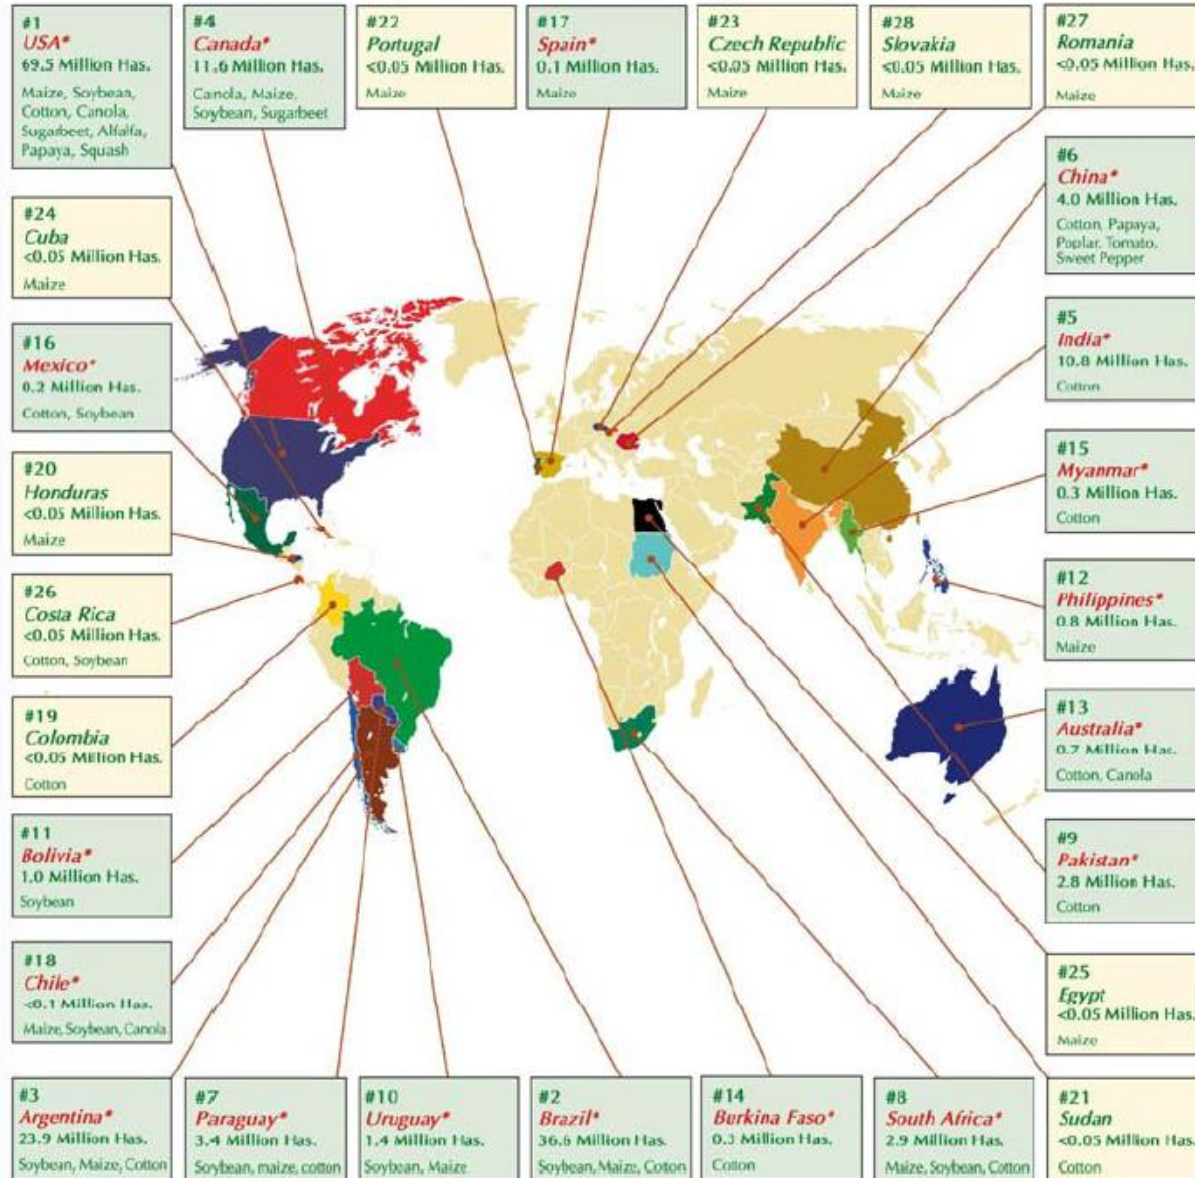 #1
USA*
69.5 Million Has.
Maize, Soybean,
Cotton, Canola,
Sugarbeet, Alfalfa,
Papaya, Squash
#4
Canada*
11.6 Million Has.
Canola, Maize,
Soybean, Sugarbeet
#22
Portugal
<0.05 Million Has.
Maize
#17
Spain*
0.1 Million Has.
Maize
#23
Czech Republic
<0.05 Million Has.
Maize
#28
Slovakia
<0.05 Million Has.
Maize
#27
Romania
<0.05 Million Has.
Maize
#24
Cuba
<0.05 Million Has.
Maize
#6
China*
4.0 Million Has.
Cotton, Papaya,
Poplar, Tomato,
Sweet Pepper
#16
Mexico*
0.2 Million Has.
Cotton, Soybean
#5
India*
10.8 Million Has.
Cotton
#20
Honduras
<0.05 Million Has.
Maize
#15
Myanmar*
0.3 Million Has.
Cotton
#26
Costa Rica
<0.05 Million Has.
Cotton, Soybean
#12
Philippines*
0.8 Million Has.
Maize
#19
Colombia
<0.05 Million Has.
Cotton
#13
Australia*
0.7 Million Has.
Cotton, Canola
#11
Bolivia*
1.0 Million Has.
Soybean
#9
Pakistan*
2.8 Million Has.
Cotton
#18
Chile*
<0.1 Million Has.
Maize, Soybean, Canola
#25
Egypt
<0.05 Million Has.
Maize
#3
Argentina*
23.9 Million Has.
Soybean, Maize, Cotton
#7
Paraguay*
3.4 Million Has.
Soybean, maize, cotton
#10
Uruguay*
1.4 Million Has.
Soybean, Maize
#2
Brazil*
36.6 Million Has.
Soybean, Maize, Cotton
#14
Burkina Faso*
0.3 Million Has.
Cotton
#8
South Africa*
2.9 Million Has.
Maize, Soybean, Cotton
#21
Sudan
<0.05 Million Has.
Cotton